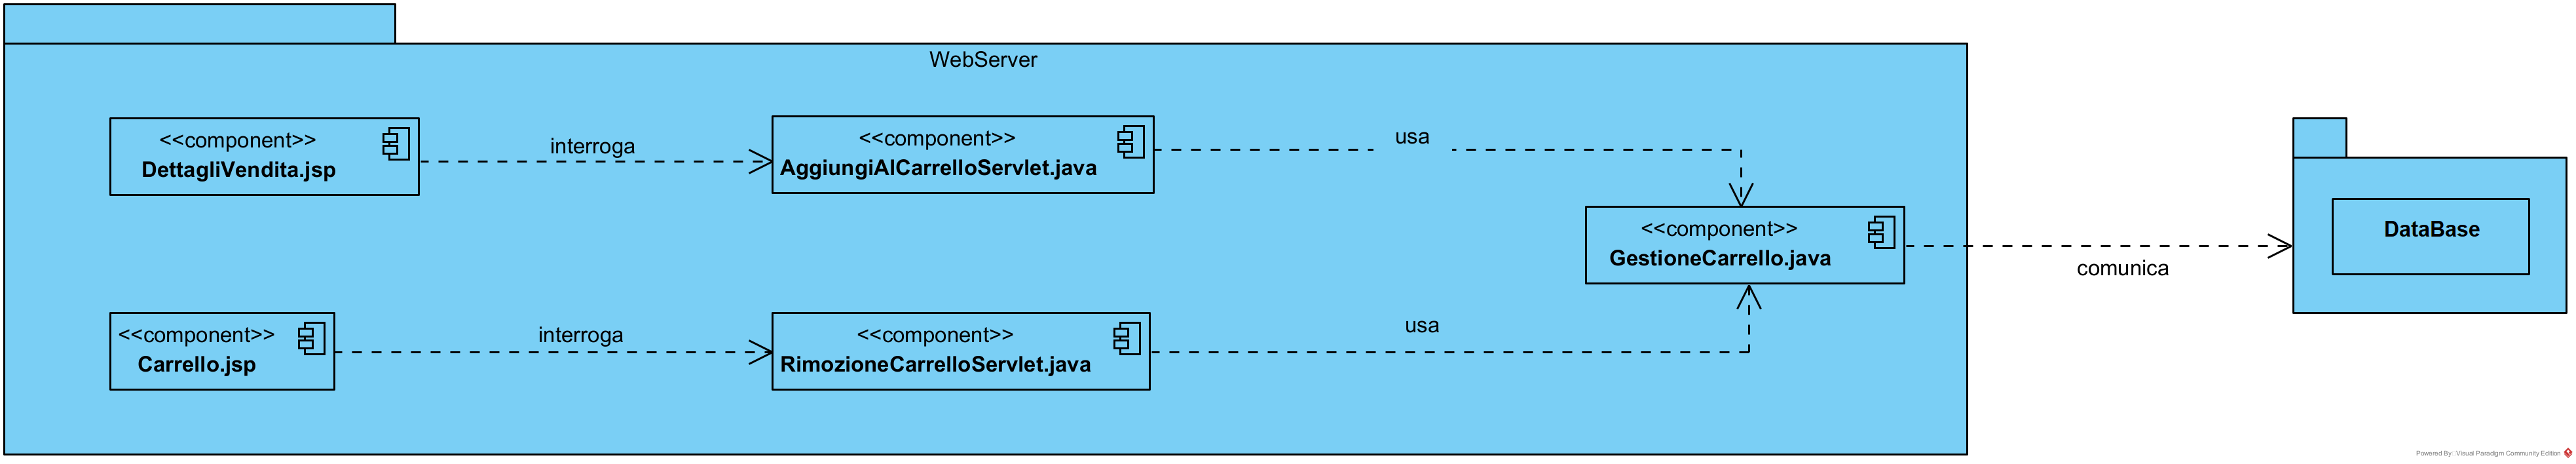 WebServer
<<component>>
DettagliVendita.jsp
interroga
<<component>>
AggiungiAlCarrelloServlet.java
usa
<<component>>
GestioneCarrello.java
comunica
DataBase
<<component>>
Carrello.jsp
interroga
<<component>>
RimozioneCarrelloServlet.java
usa
Powered By: Visual Paradigm Community Edition